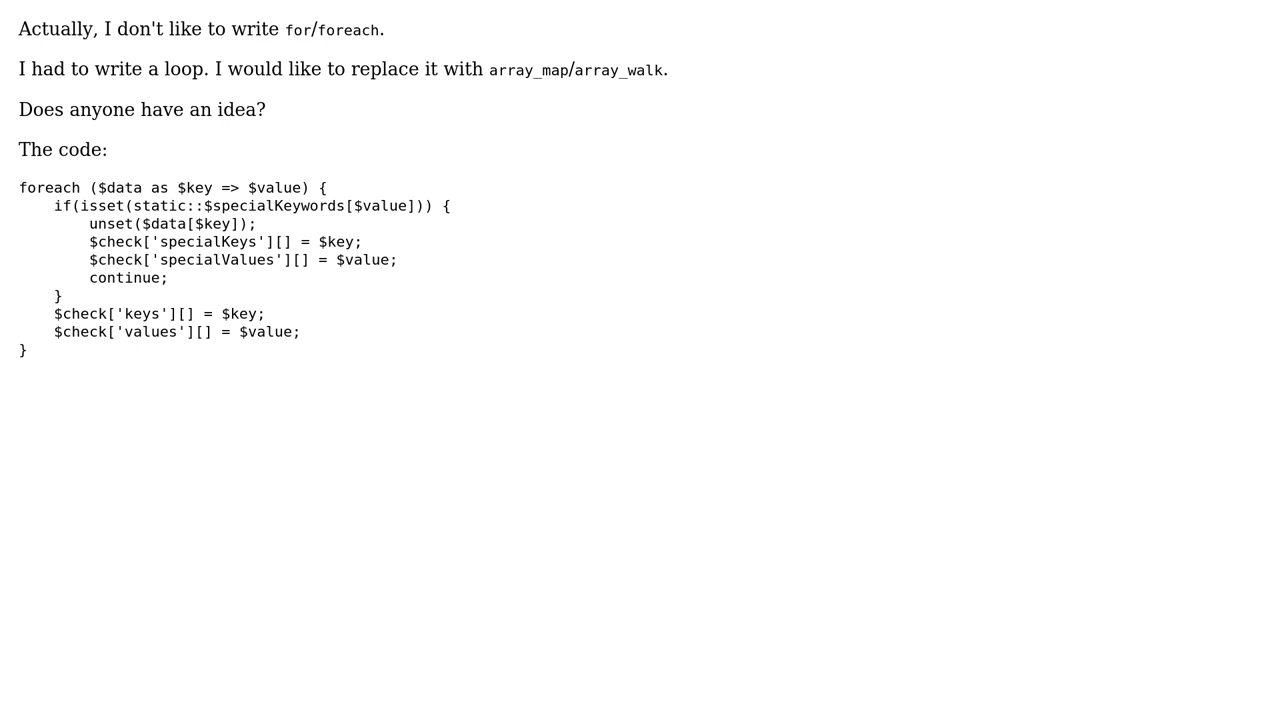 Actually, I don't like to write for/foreach.
I had to write a loop. I would like to replace it with array_map/array_walk.
Does anyone have an idea?
The code:
foreach ($data as $key => $value) {
    if(isset(static::$specialKeywords[$value])) {
        unset($data[$key]);
        $check['specialKeys'][] = $key;
        $check['specialValues'][] = $value;
        continue;
    }
    $check['keys'][] = $key;
    $check['values'][] = $value;
}